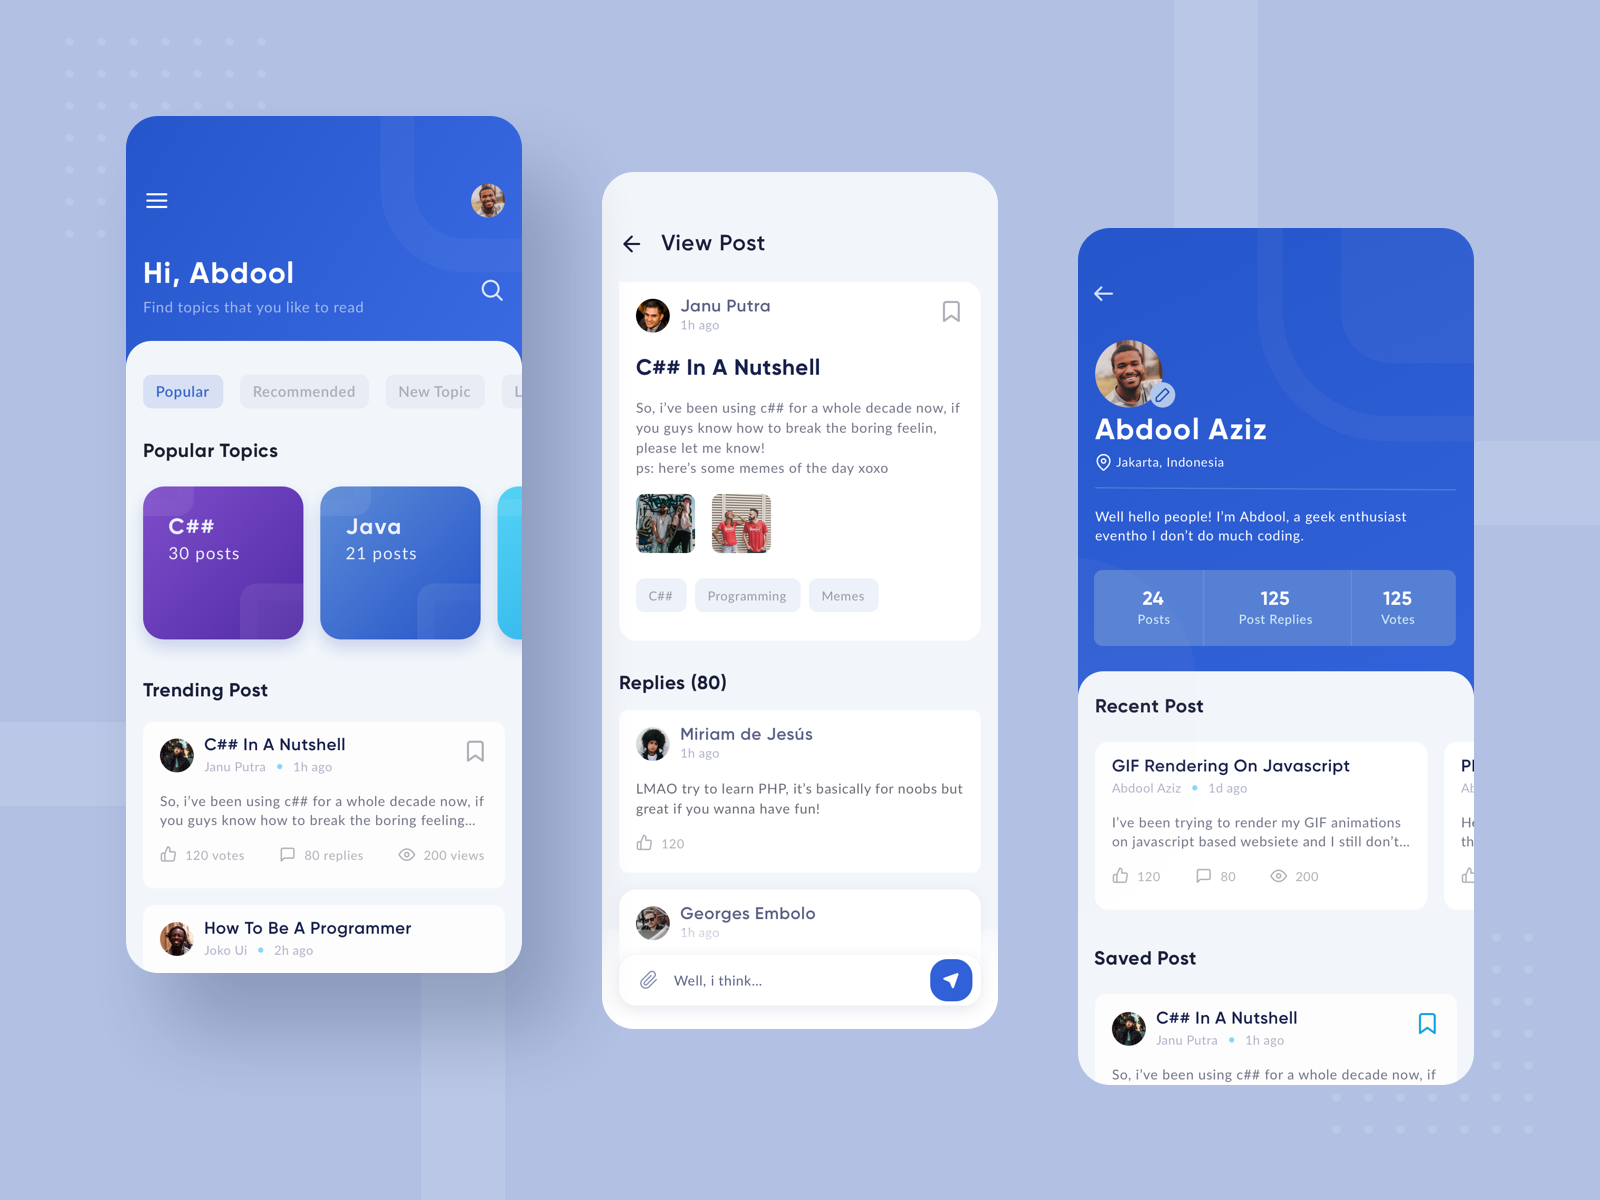 Hi, Abdool
Find topics that you like to read
Popular
Recommended
New Topic
L
Popular Topics
C##
30 posts
Java
21 posts
Trending Post
C## In A Nutshell
Janu Putra • 1h ago
So, i've been using c## for a whole decade now, if
you guys know how to break the boring feeling...
120 votes
80 replies
200 views
How To Be A Programmer
Joko Ui • 2h ago
View Post
Janu Putra
1h ago
C## In A Nutshell
So, i've been using c## for a whole decade now, if
you guys know how to break the boring feelin,
please let me know!
ps: here's some memes of the day xoxo
C##
Programming
Memes
Replies (80)
Miriam de Jesús
1h ago
LMAO try to learn PHP, it's basically for noobs but
great if you wanna have fun!
120
Georges Embolo
1h ago
Well, i think...
Abdool Aziz
Jakarta, Indonesia
Well hello people! I'm Abdool, a geek enthusiast
eventho I don't do much coding.
24
Posts
125
Post Replies
125
Votes
Recent Post
GIF Rendering On Javascript
Abdool Aziz • 1d ago
I've been trying to render my GIF animations
on javascript based websiete and I still don't...
120
80
200
Ab
He
th
Saved Post
C## In A Nutshell
Janu Putra • 1h ago
So, i've been using c## for a whole decade now, if